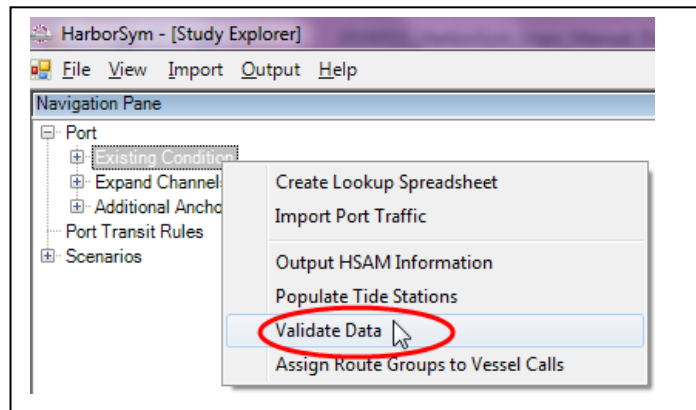 HarborSym - [Study Explorer]
File View Import Output Help
Navigation Pane
Port
Existing Condition
Expand Channel
Additional Ancho
Port Transit Rules
Scenarios
Create Lookup Spreadsheet
Import Port Traffic
Output HSAM Information
Populate Tide Stations
Validate Data
Assign Route Groups to Vessel Calls